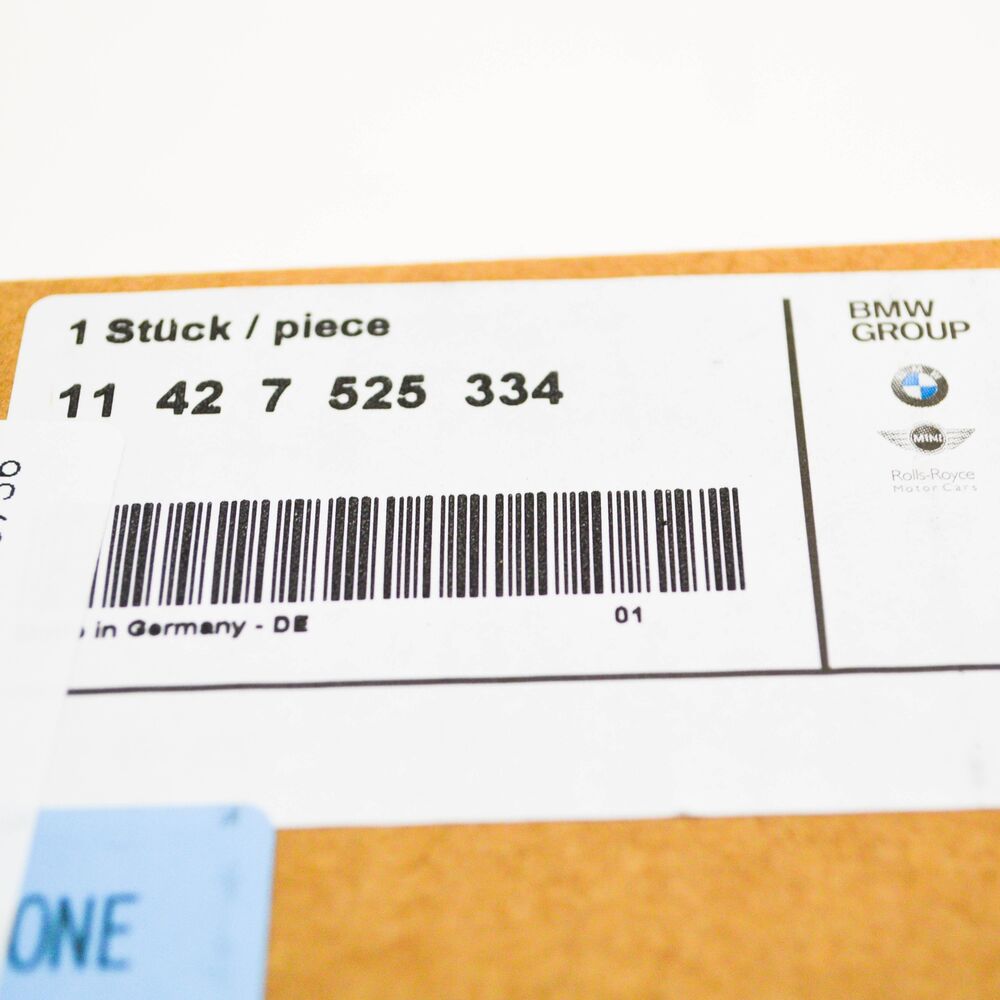 1 Stück / piece
11 42 7 525 334
in Germany - DE
01
BMW
GROUP
BMW
MINI
Rolls-Royce
Motor Cars
ONE